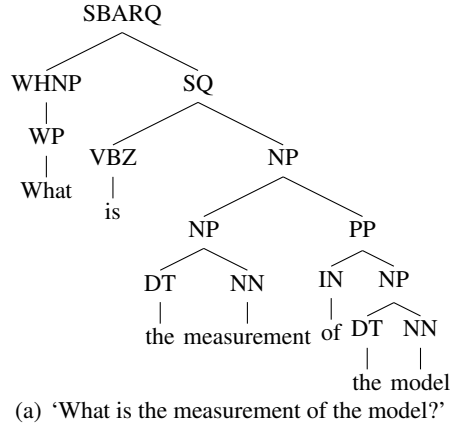 SBARQ
WHNP SQ
WP VBZ NP
What is NP PP
DT NN IN NP
the measurement of DT NN
the model
(a) ‘What is the measurement of the model?’